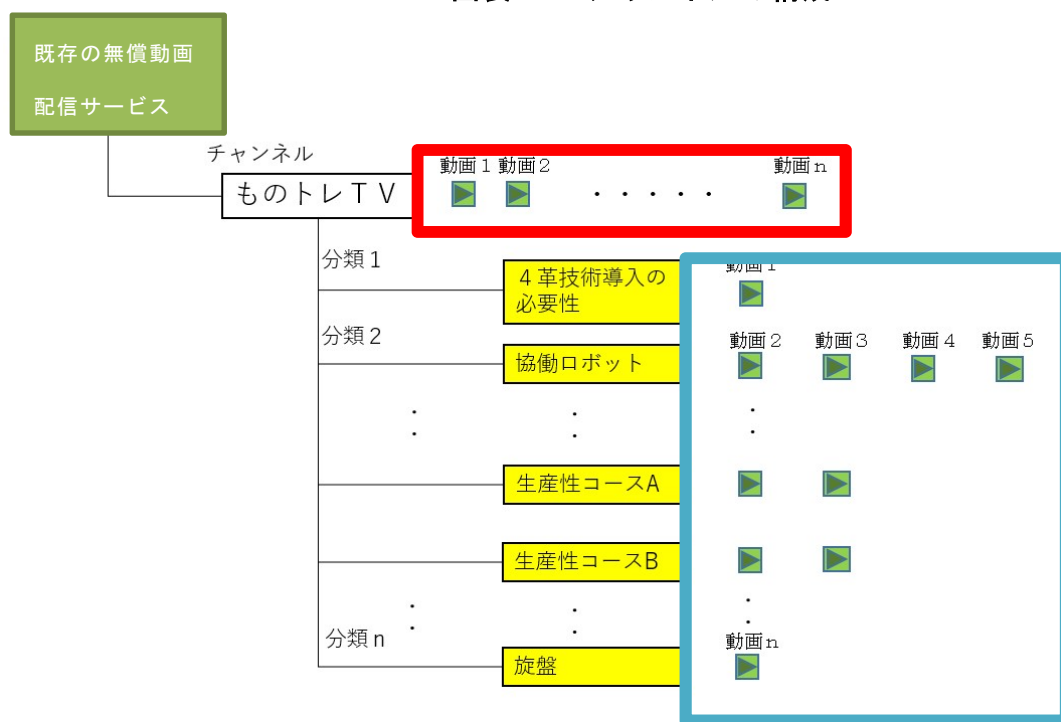 既存の無償動画
配信サービス
チャンネル
ものトレTV
動画1 動画2 ・・・・・ 動画n
分類1
4革技術導入の
必要性
動画1
分類2
協働ロボット
動画2 動画3 動画4 動画5
生産性コースA
生産性コースB
分類n
旋盤
動画n